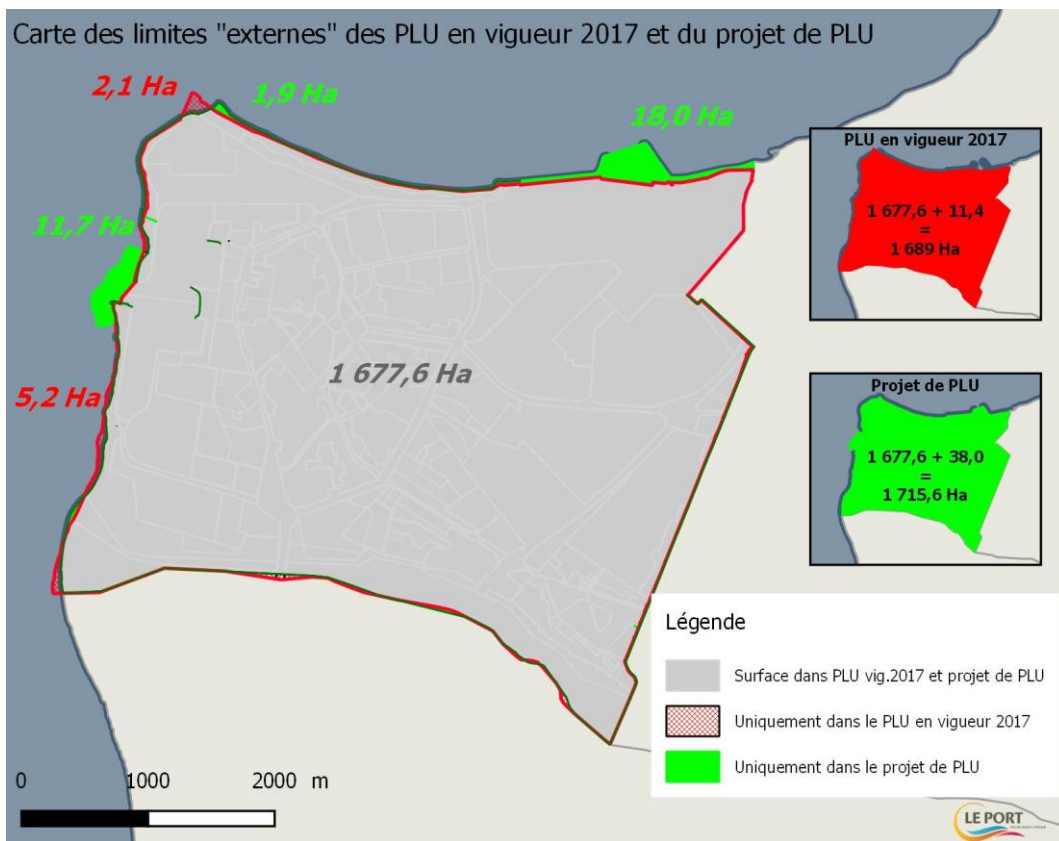 Carte des limites "externes" des PLU en vigueur 2017 et du projet de PLU
2,1 Ha
1,9 Ha
18,0 Ha
11,7 Ha
5,2 Ha
1 677,6 Ha
PLU en vigueur 2017
1 677,6 + 11,4
=
1 689 Ha
Projet de PLU
1 677,6 + 38,0
=
1 715,6 Ha
Légende
Surface dans PLU vig.2017 et projet de PLU
Uniquement dans le PLU en vigueur 2017
Uniquement dans le projet de PLU
0 1000 2000 m
LE PORT